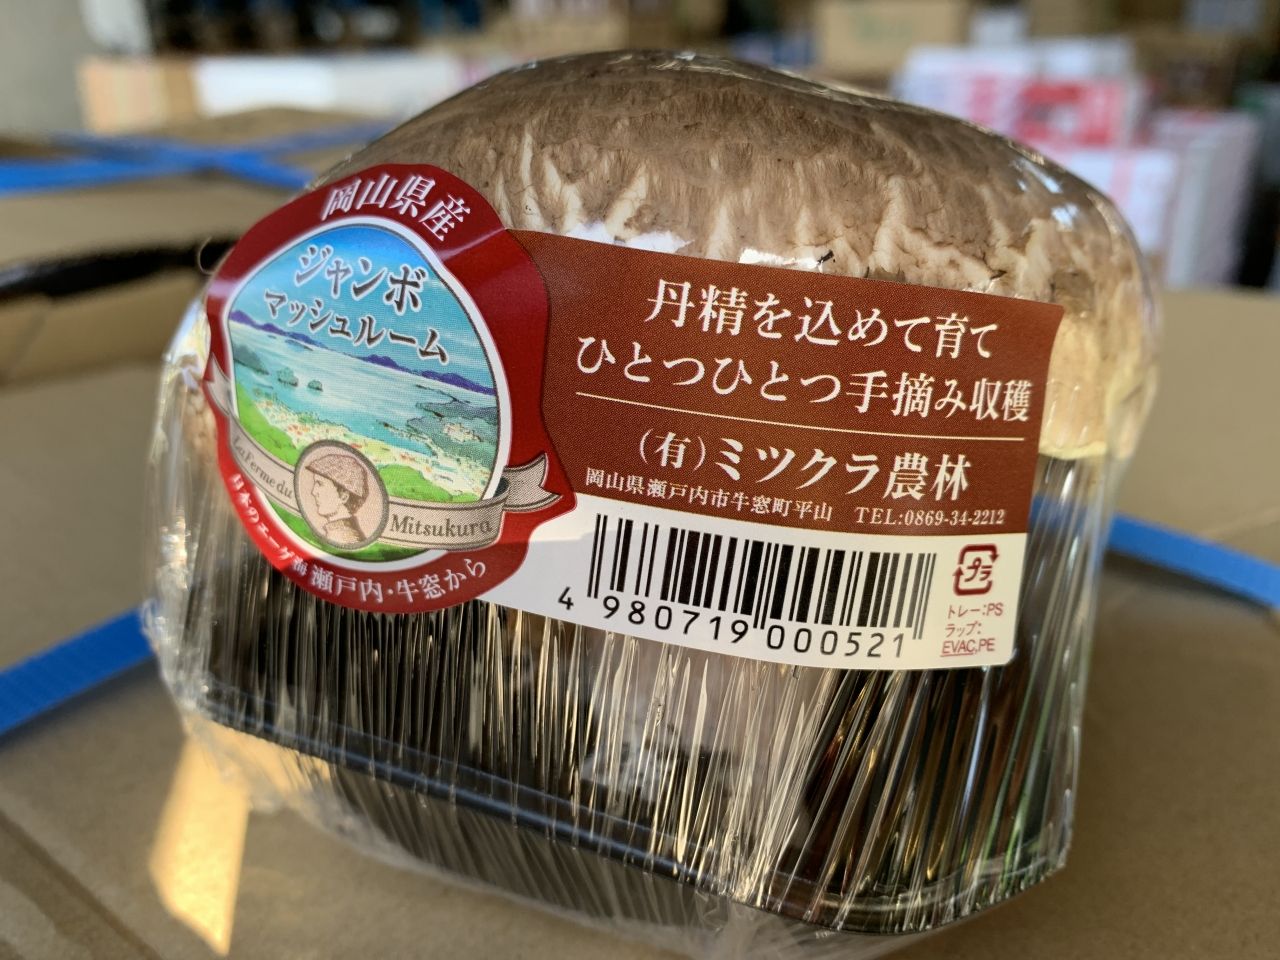 岡山県産
ジャンボ
マッシュルーム
La Ferme du
Mitsukura
日本のエーゲ海 瀬戸内・牛窓から
丹精を込めて育て
ひとつひとつ手摘み収穫
(有)ミツクラ農林
岡山県瀬戸内市牛窓町平山 TEL:0869-34-2212
4 980719 000521
プラ
トレー:PS
ラップ:
EVAC,PE